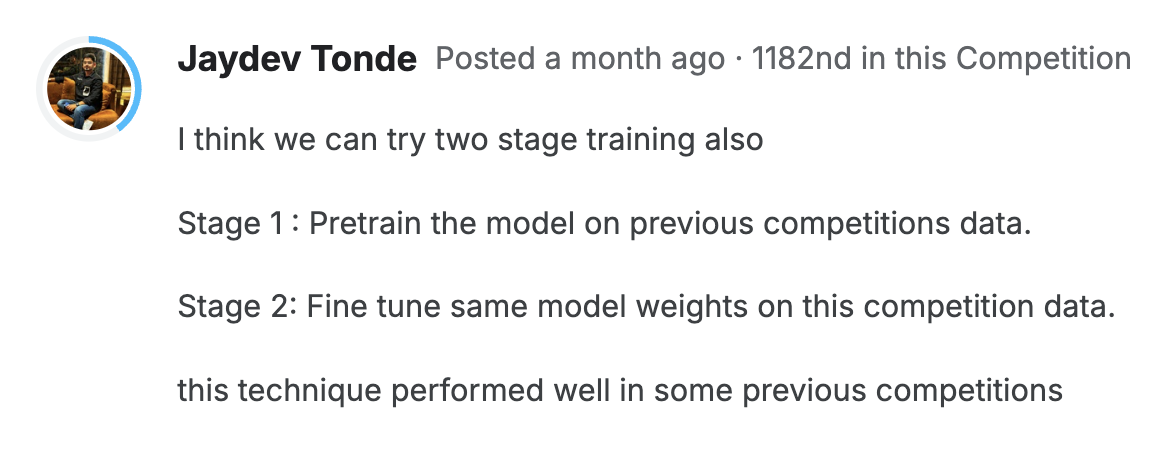 Jaydev Tonde Posted a month ago · 1182nd in this Competition
I think we can try two stage training also
Stage 1 : Pretrain the model on previous competitions data.
Stage 2: Fine tune same model weights on this competition data.
this technique performed well in some previous competitions